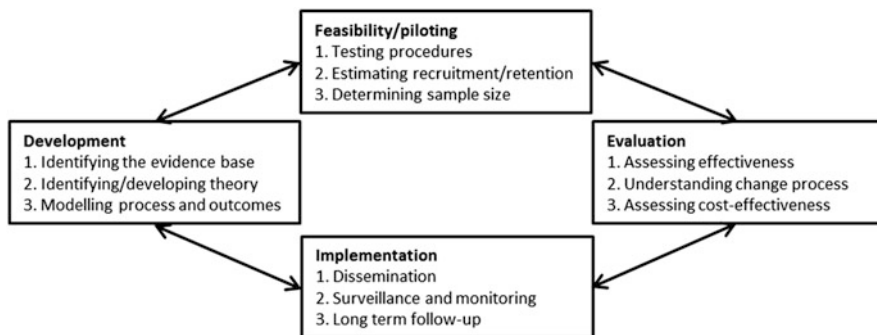 Feasibility/piloting
1. Testing procedures
2. Estimating recruitment/retention
3. Determining sample size
Development
1. Identifying the evidence base
2. Identifying/developing theory
3. Modelling process and outcomes
Evaluation
1. Assessing effectiveness
2. Understanding change process
3. Assessing cost-effectiveness
Implementation
1. Dissemination
2. Surveillance and monitoring
3. Long term follow-up